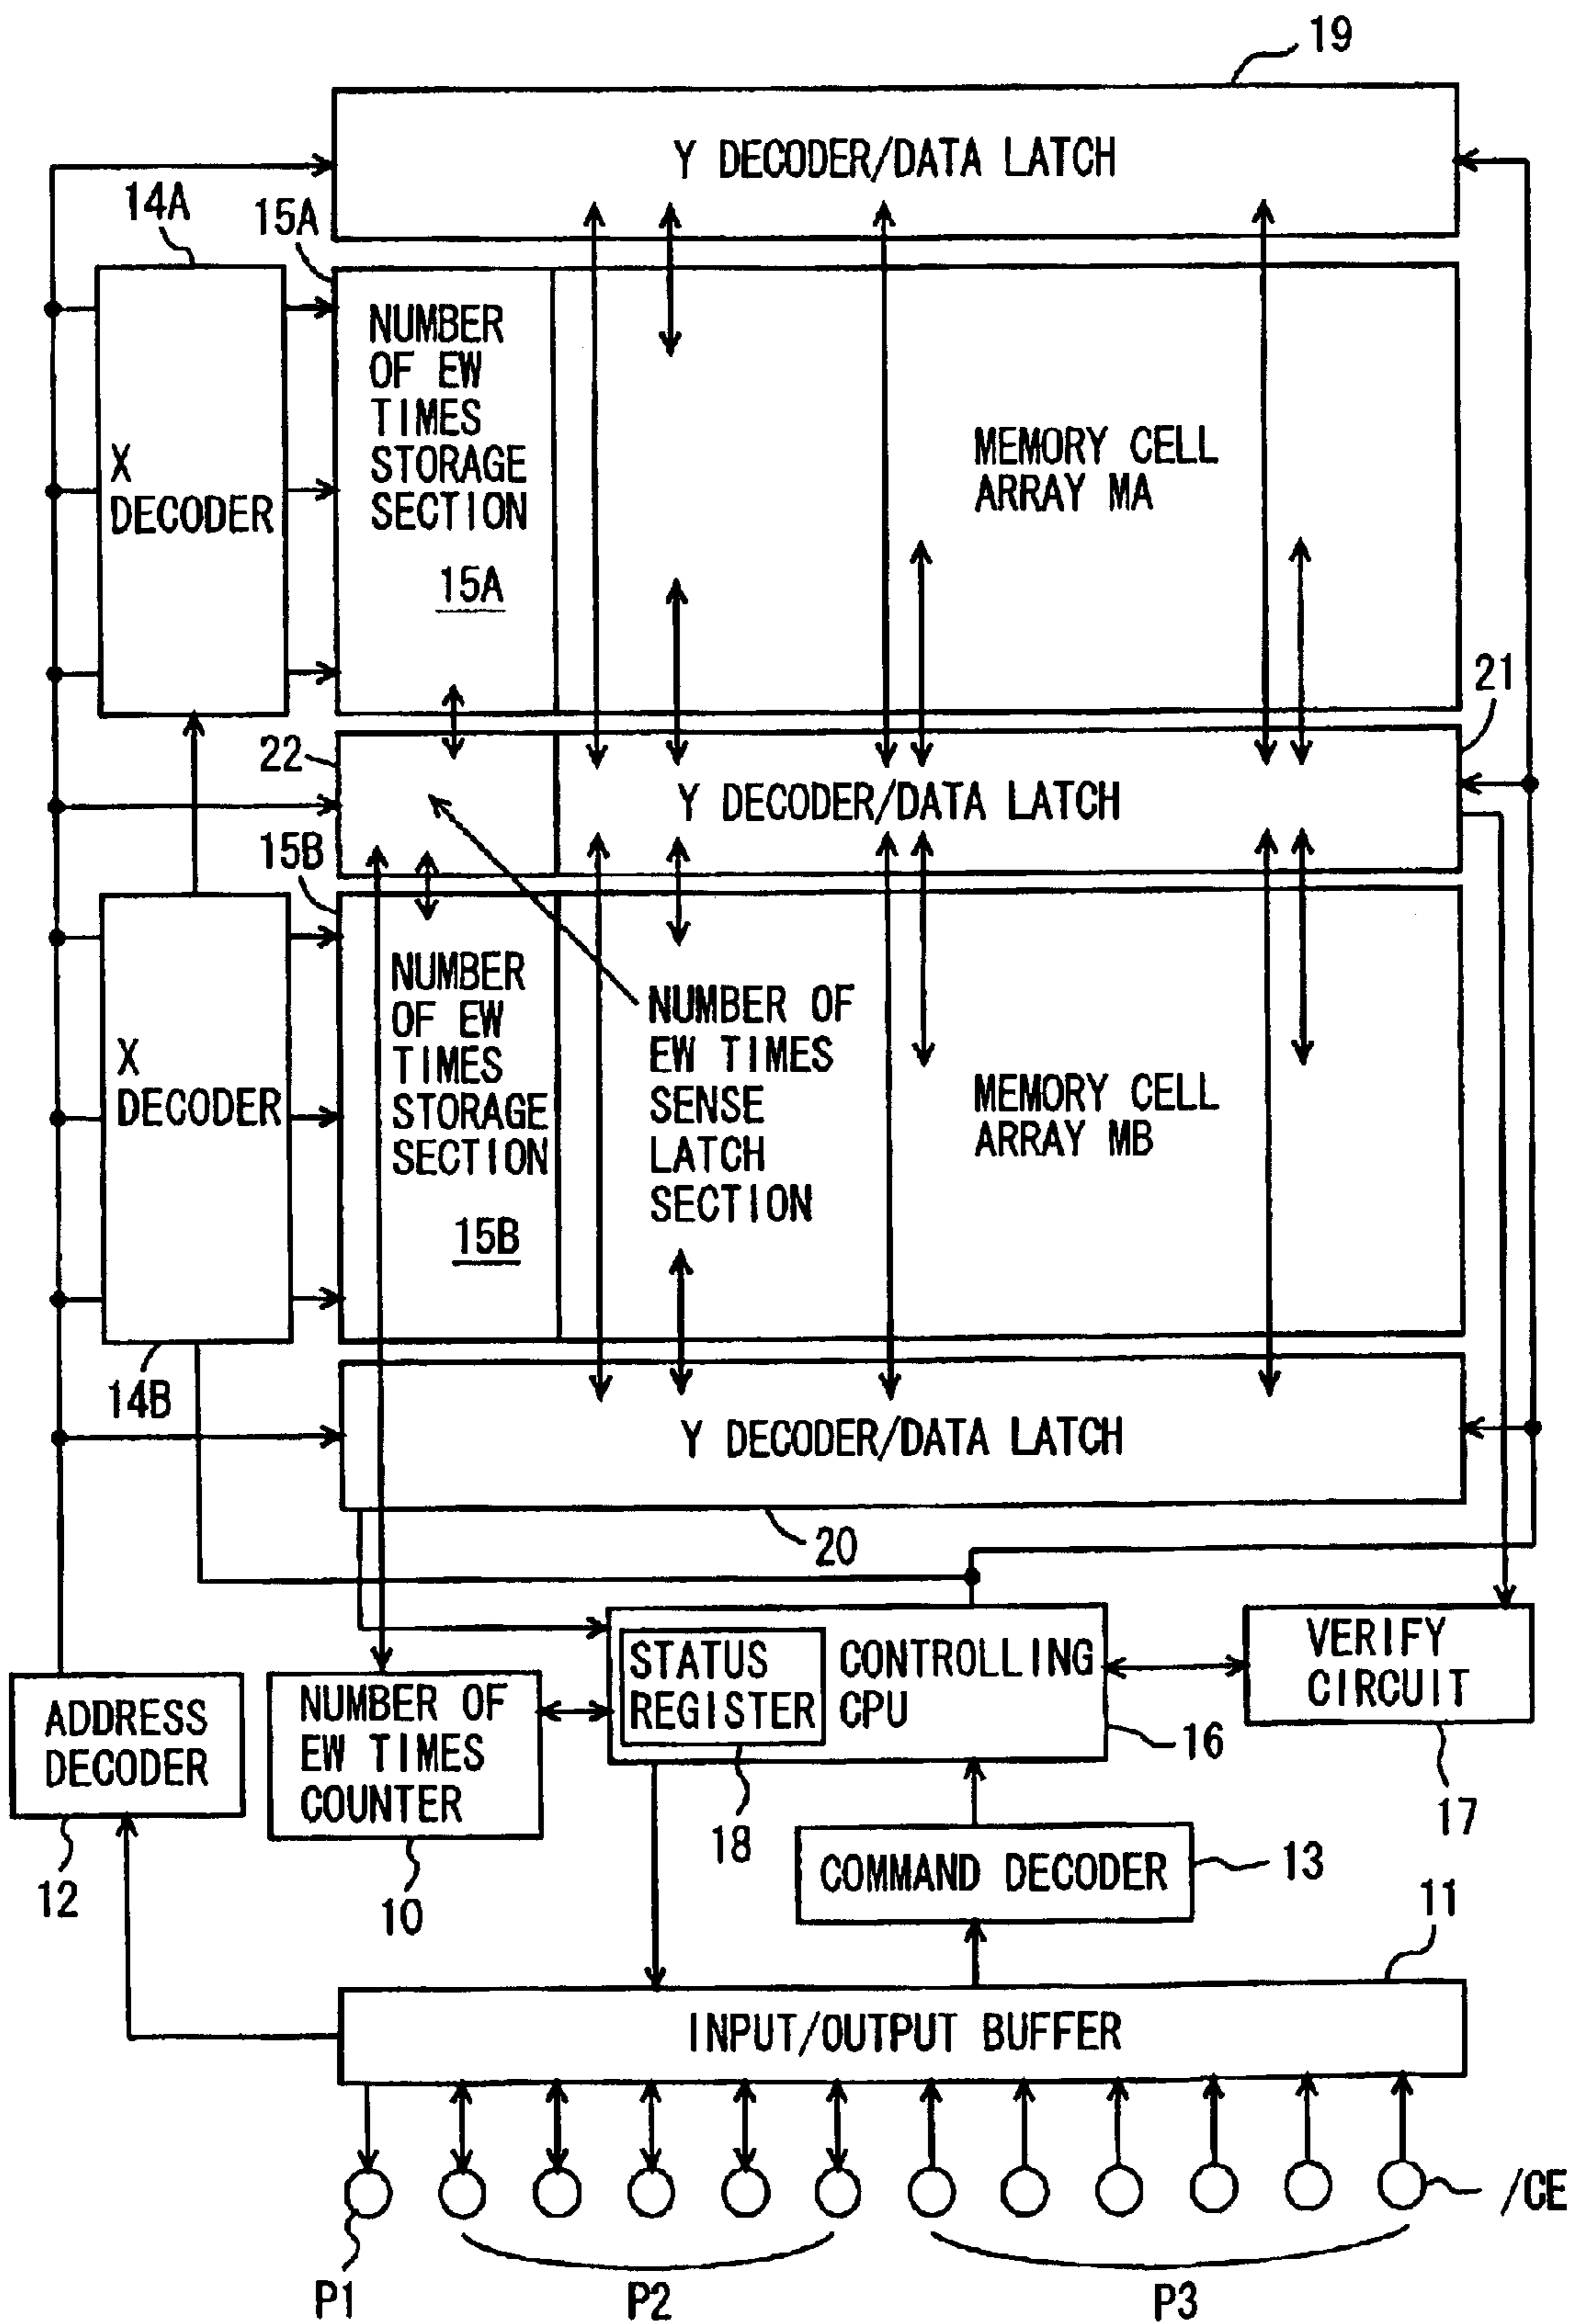 19
Y DECODER/DATA LATCH
14A
15A
X
DECODER
NUMBER
OF EW
TIMES
STORAGE
SECTION
15A
MEMORY CELL
ARRAY MA
21
22
Y DECODER/DATA LATCH
15B
X
DECODER
NUMBER
OF EW
TIMES
STORAGE
SECTION
15B
NUMBER OF
EW TIMES
SENSE
LATCH
SECTION
MEMORY CELL
ARRAY MB
14B
Y DECODER/DATA LATCH
20
ADDRESS
DECODER
12
NUMBER OF
EW TIMES
COUNTER
10
STATUS
REGISTER
18
CONTROLLING
CPU
16
VERIFY
CIRCUIT
17
COMMAND DECODER
13
11
INPUT/OUTPUT BUFFER
/CE
P1
P2
P3